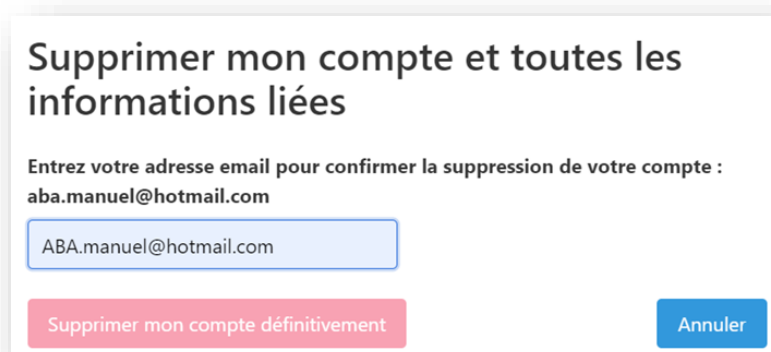 Supprimer mon compte et toutes les
informations liées
Entrez votre adresse email pour confirmer la suppression de votre compte :
aba.manuel@hotmail.com
ABA.manuel@hotmail.com
Supprimer mon compte définitivement
Annuler